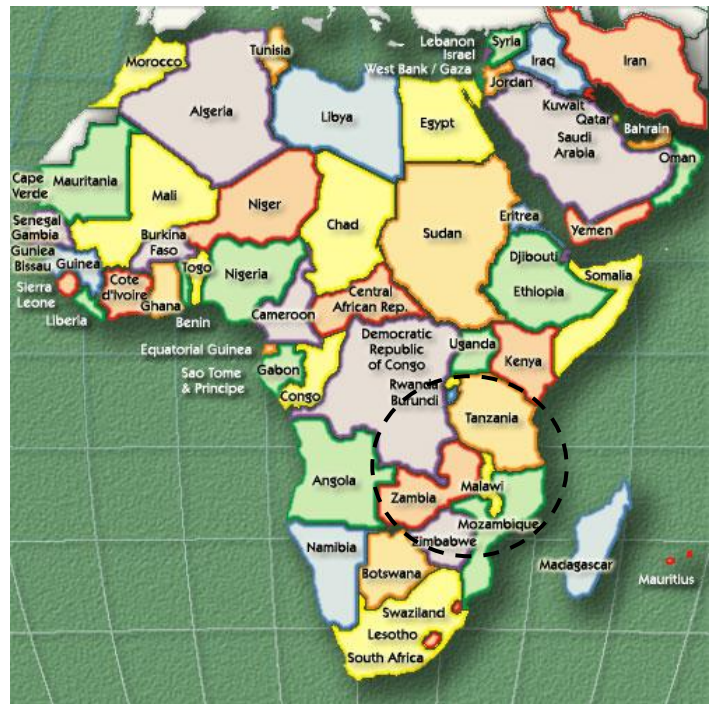 Morocco
Algeria
Tunisia
Libya
Egypt
Lebanon
Israel
West Bank / Gaza
Syria
Jordan
Iraq
Iran
Kuwait
Qatar
Bahrain
Saudi
Arabia
Oman
Yemen
Cape
Verde
Mauritania
Mali
Niger
Chad
Sudan
Eritrea
Djibouti
Ethiopia
Somalia
Senegal
Gambia
Guniea
Bissau
Guinea
Sierra
Leone
Liberia
Cote
d'Ivoire
Burkina
Faso
Ghana
Togo
Benin
Nigeria
Cameroon
Central
African Rep.
Equatorial Guinea
Sao Tome
& Principe
Gabon
Congo
Democratic
Republic
of Congo
Uganda
Kenya
Rwanda
Burundi
Tanzania
Angola
Zambia
Malawi
Mozambique
Zimbabwe
Namibia
Botswana
Madagascar
Mauritius
Swaziland
Lesotho
South Africa